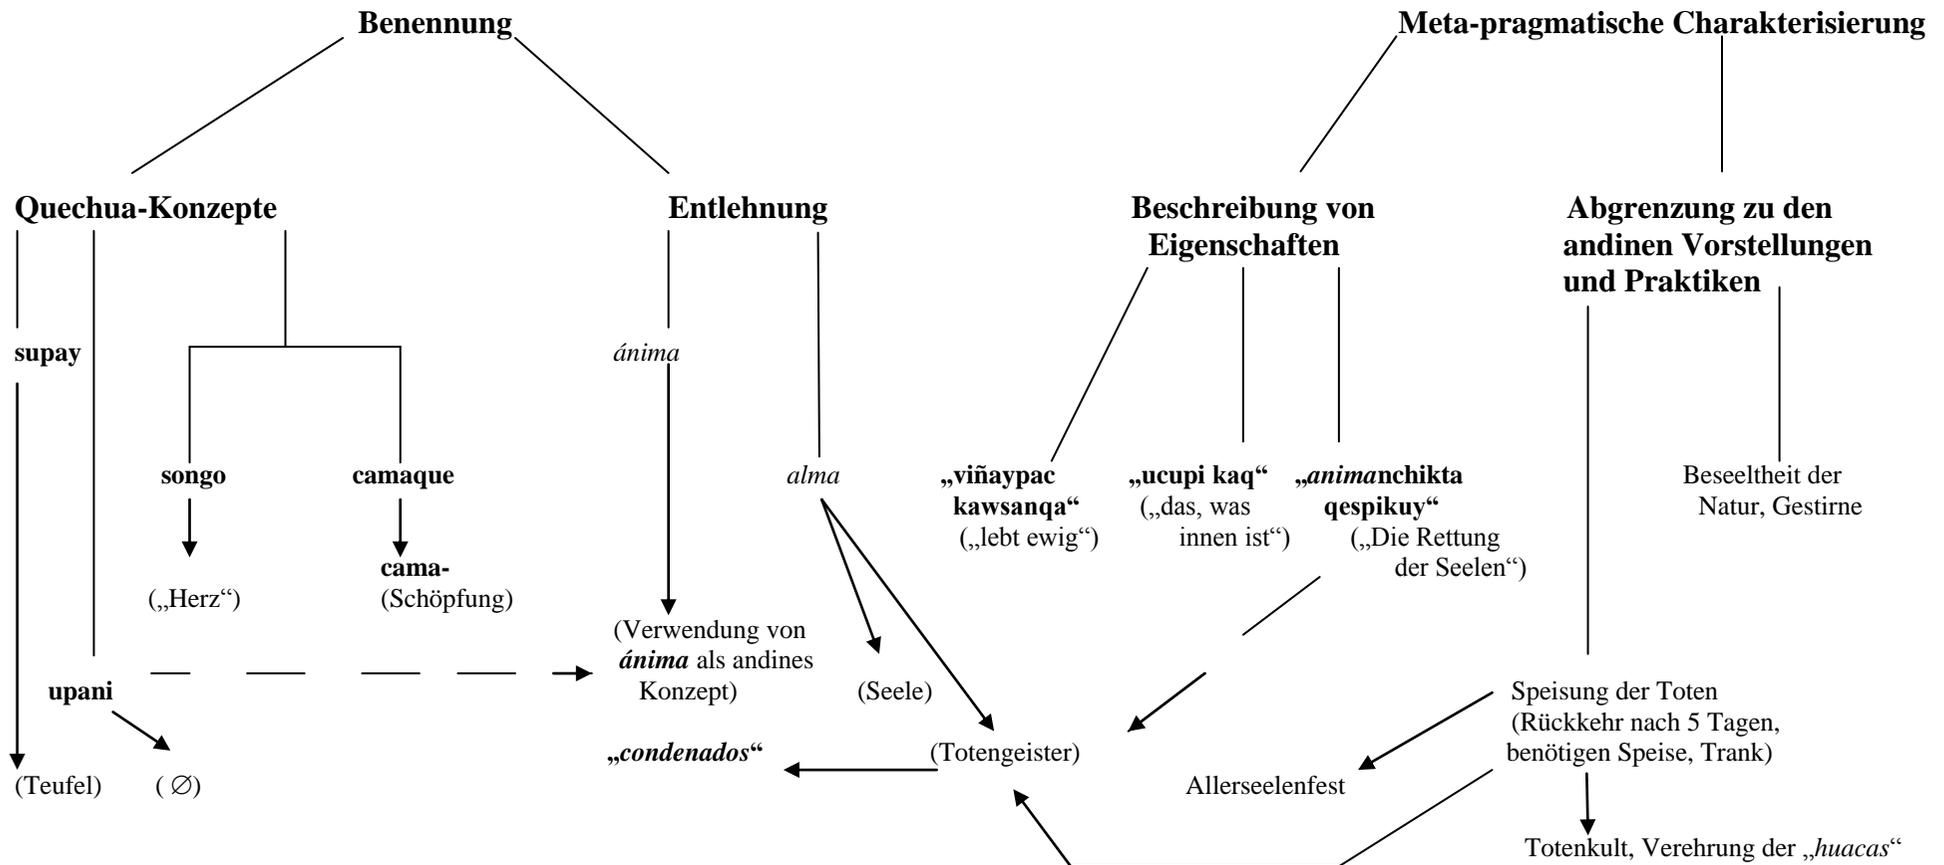 Benennung
Meta-pragmatische Charakterisierung
Quechua-Konzepte
Entlehnung
Beschreibung von
Eigenschaften
Abgrenzung zu den
andinen Vorstellungen
und Praktiken
supay
ánima
songo
camaque
alma
„viñaypac
kawsanqa“
(„lebt ewig“)
„ucupi kaq“
(„das, was
innen ist“)
„animanchikta
qespikuy“
(„Die Rettung
der Seelen“)
Beseeltheit der
Natur, Gestirne
(„Herz“)
cama-
(Schöpfung)
(Verwendung von
ánima als andines
Konzept)
upani
(Seele)
Speisung der Toten
(Rückkehr nach 5 Tagen,
benötigen Speise, Trank)
„condenados“
(Totengeister)
(Teufel)
( ∅)
Allerseelenfest
Totenkult, Verehrung der „huacas“